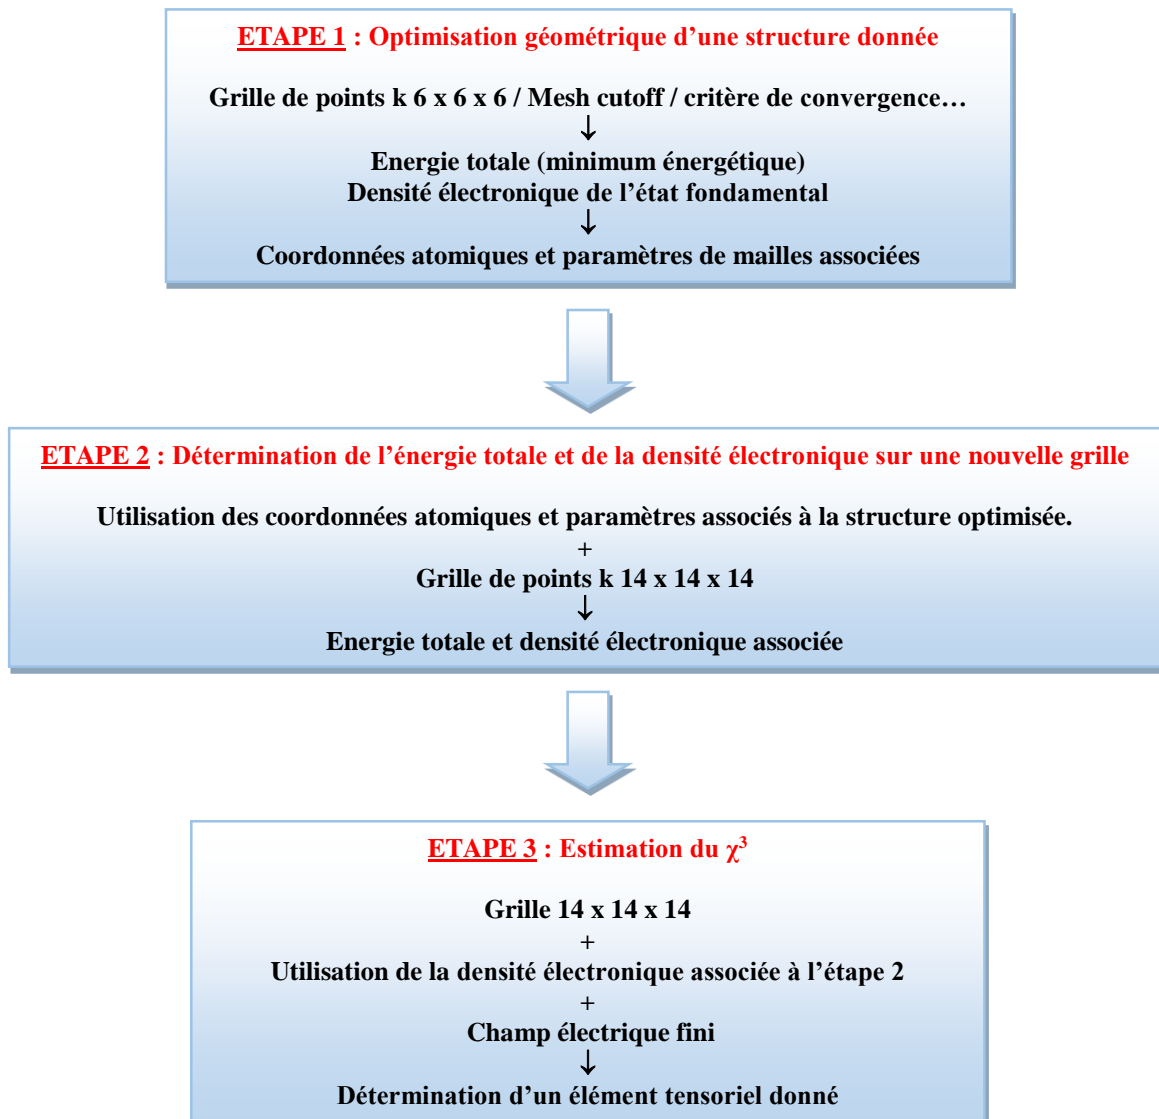 ETAPE 1 : Optimisation géométrique d’une structure donnée
Grille de points k 6 x 6 x 6 / Mesh cutoff / critère de convergence…
↓
Energie totale (minimum énergétique)
Densité électronique de l’état fondamental
↓
Coordonnées atomiques et paramètres de mailles associées
ETAPE 2 : Détermination de l’énergie totale et de la densité électronique sur une nouvelle grille
Utilisation des coordonnées atomiques et paramètres associés à la structure optimisée.
+
Grille de points k 14 x 14 x 14
↓
Energie totale et densité électronique associée
ETAPE 3 : Estimation du χ³
Grille 14 x 14 x 14
+
Utilisation de la densité électronique associée à l’étape 2
+
Champ électrique fini
↓
Détermination d’un élément tensoriel donné